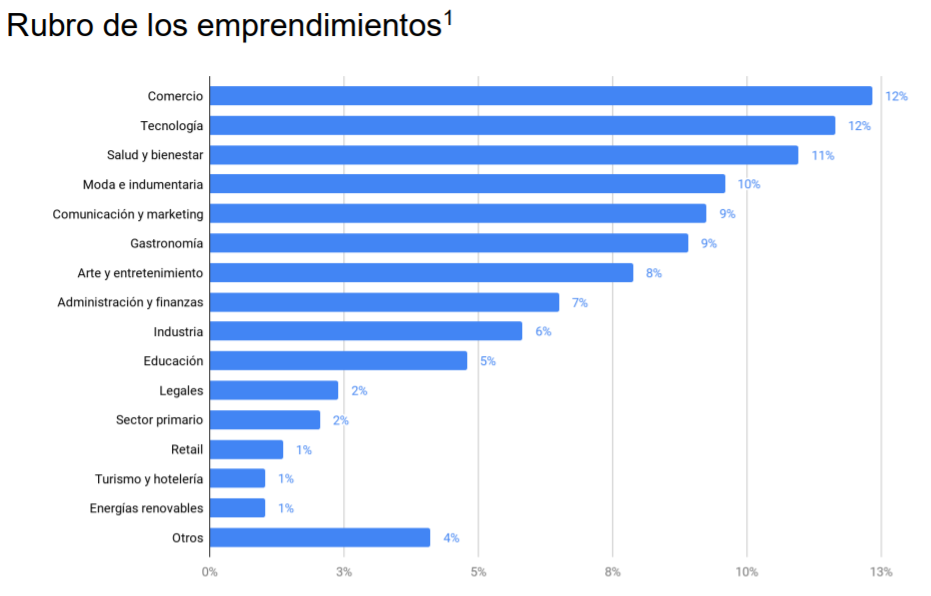 Rubro de los emprendimientos¹
Comercio 12%
Tecnología 12%
Salud y bienestar 11%
Moda e indumentaria 10%
Comunicación y marketing 9%
Gastronomía 9%
Arte y entretenimiento 8%
Administración y finanzas 7%
Industria 6%
Educación 5%
Legales 2%
Sector primario 2%
Retail 1%
Turismo y hotelería 1%
Energías renovables 1%
Otros 4%
0% 3% 5% 8% 10% 13%